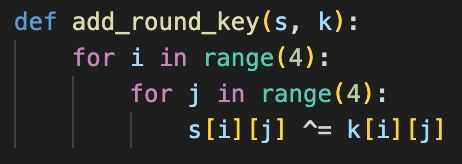 def add_round_key(s, k):
    for i in range(4):
        for j in range(4):
            s[i][j] ^= k[i][j]